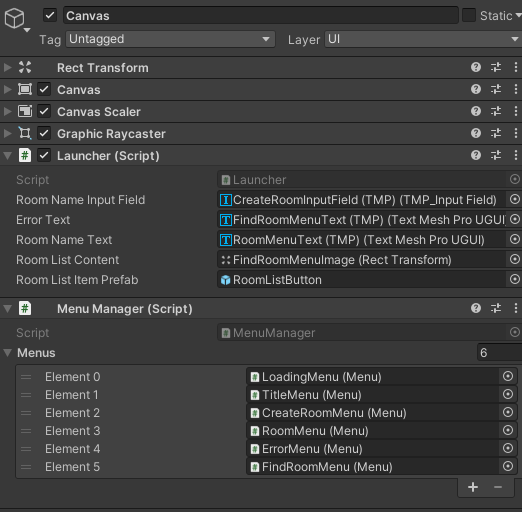 Canvas Static
Tag Untagged Layer UI
Rect Transform
Canvas
Canvas Scaler
Graphic Raycaster
# Launcher (Script)
Script # Launcher
Room Name Input Field T CreateRoomInputField (TMP) (TMP_Input Field)
Error Text T FindRoomMenuText (TMP) (Text Mesh Pro UGUI
Room Name Text T RoomMenuText (TMP) (Text Mesh Pro UGUI)
Room List Content FindRoomMenuImage (Rect Transform)
Room List Item Prefab RoomListButton
# Menu Manager (Script)
Script # MenuManager
Menus 6
Element 0 # LoadingMenu (Menu)
Element 1 # TitleMenu (Menu)
Element 2 # CreateRoomMenu (Menu)
Element 3 # RoomMenu (Menu)
Element 4 # ErrorMenu (Menu)
Element 5 # FindRoomMenu (Menu)
+ −